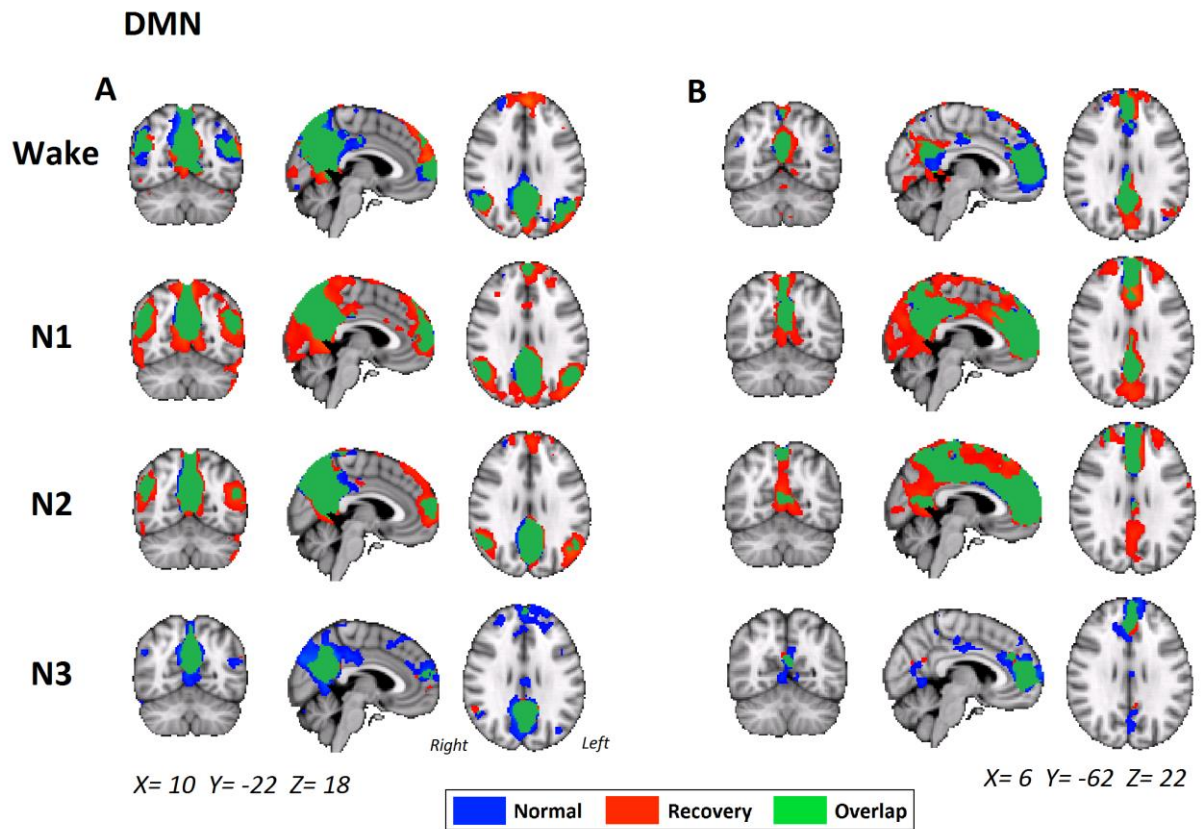 DMN
A
B
Wake
N1
N2
N3
Right
Left
X= 10 Y= -22 Z= 18
X= 6 Y= -62 Z= 22
Normal
Recovery
Overlap